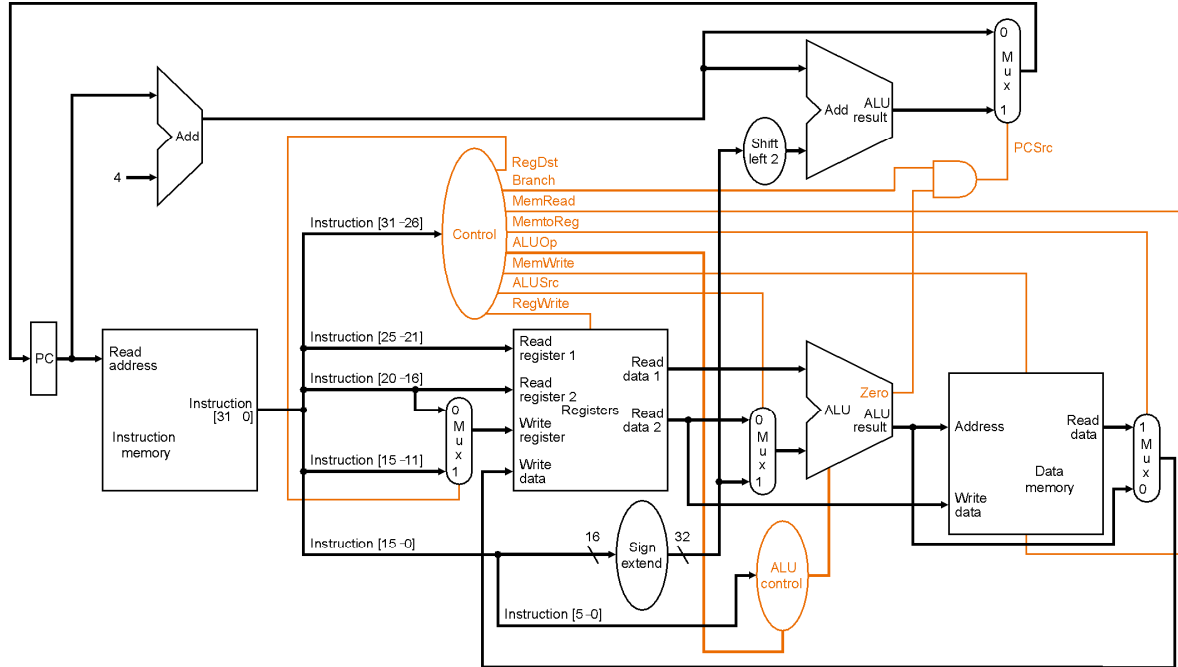 0
M
u
x
1
Add
ALU
result
Add
Shift
left 2
4
PCSrc
RegDst
Branch
MemRead
MemtoReg
ALUOp
MemWrite
ALUSrc
RegWrite
Control
Instruction [31–26]
Instruction [25–21]
Instruction [20–16]
Instruction [15–11]
Instruction [15–0]
Instruction [5–0]
PC
Read
address
Instruction
[31 0]
Instruction
memory
0
M
u
x
1
Read
register 1
Read
register 2
Write
register
Write
data
Registers
Read
data 1
Read
data 2
0
M
u
x
1
Zero
ALU
ALU
result
Address
Write
data
Read
data
Data
memory
1
M
u
x
0
16
Sign
extend
32
ALU
control